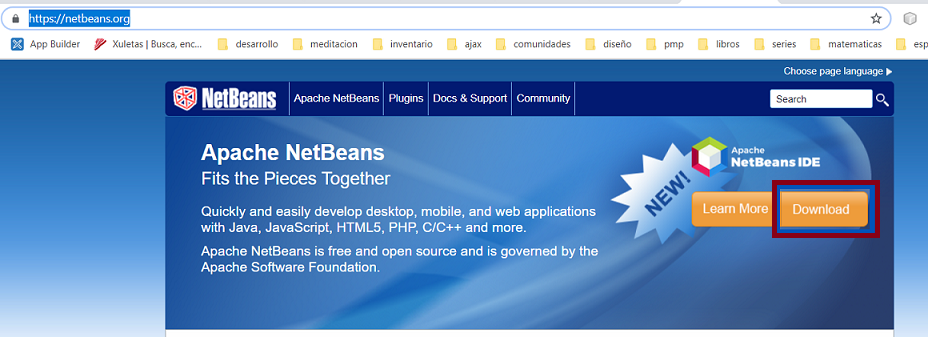 https://netbeans.org
App Builder Xuletas | Busca, enc... desarrollo meditacion inventario ajax comunidades diseño pmp libros series matematicas esp
Choose page language
NetBeans Apache NetBeans Plugins Docs & Support Community Search
Apache NetBeans
Fits the Pieces Together
Quickly and easily develop desktop, mobile, and web applications
with Java, JavaScript, HTML5, PHP, C/C++ and more.
Apache NetBeans is free and open source and is governed by the
Apache Software Foundation.
NEW!
Apache
NetBeans IDE
Learn More Download